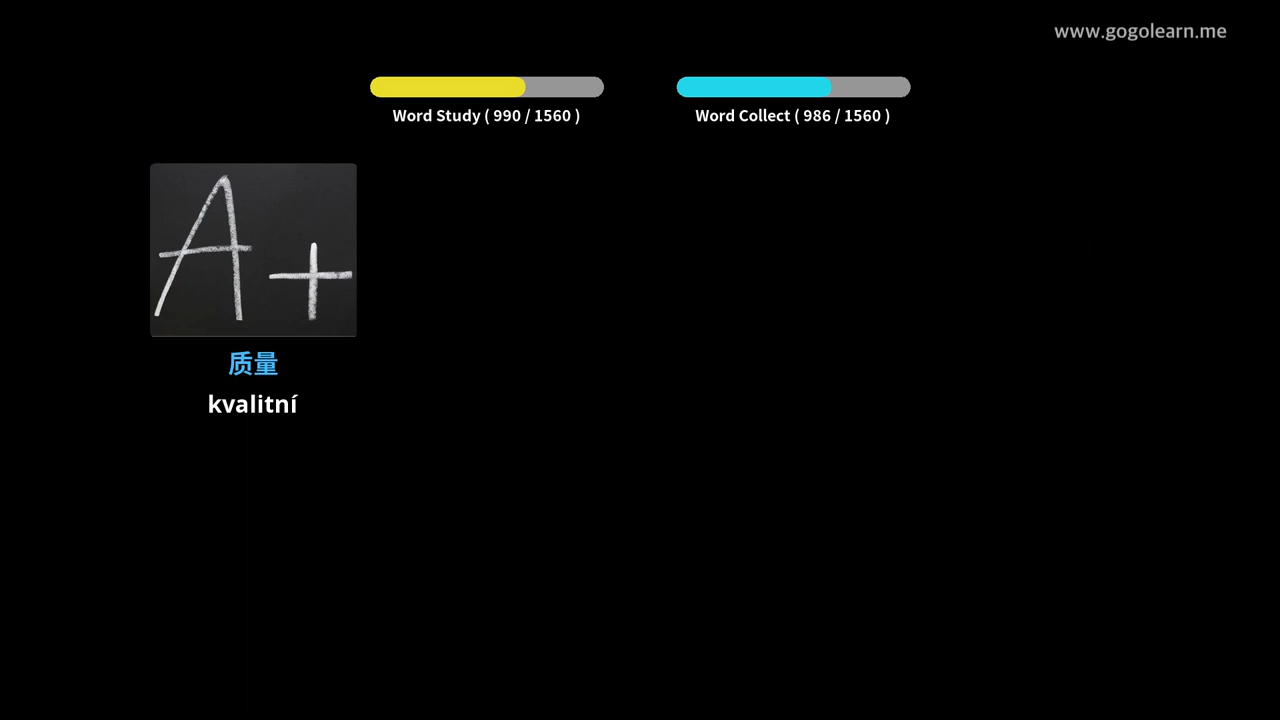 www.gogolearn.me
Word Study ( 990 / 1560 )
Word Collect ( 986 / 1560 )
A+
质量
kvalitní